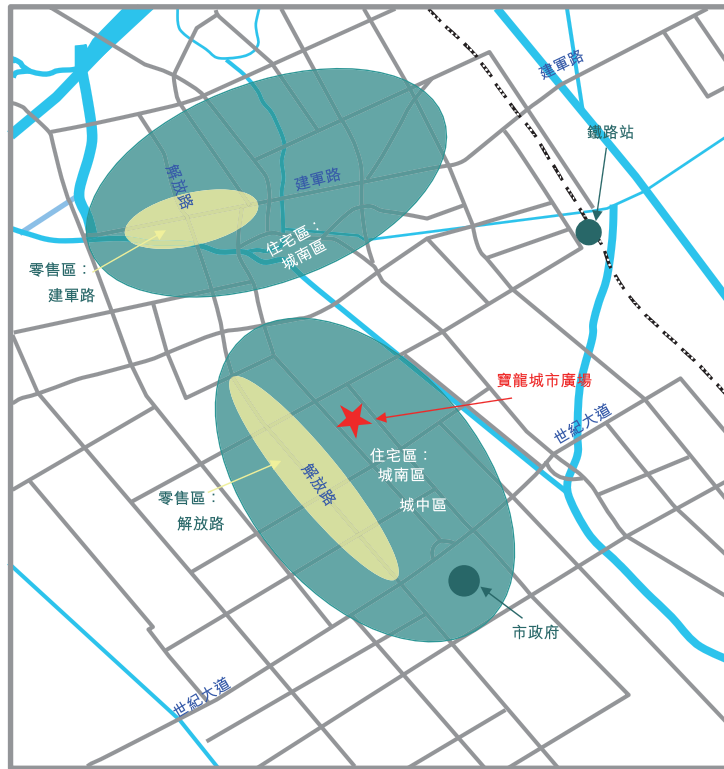 建軍路
鐵路站
解放路
建軍路
住宅區：
城南區
零售區：
建軍路
寶龍城市廣場
世紀大道
住宅區：
城南區
解放路
零售區：
解放路
城中區
市政府
世紀大道